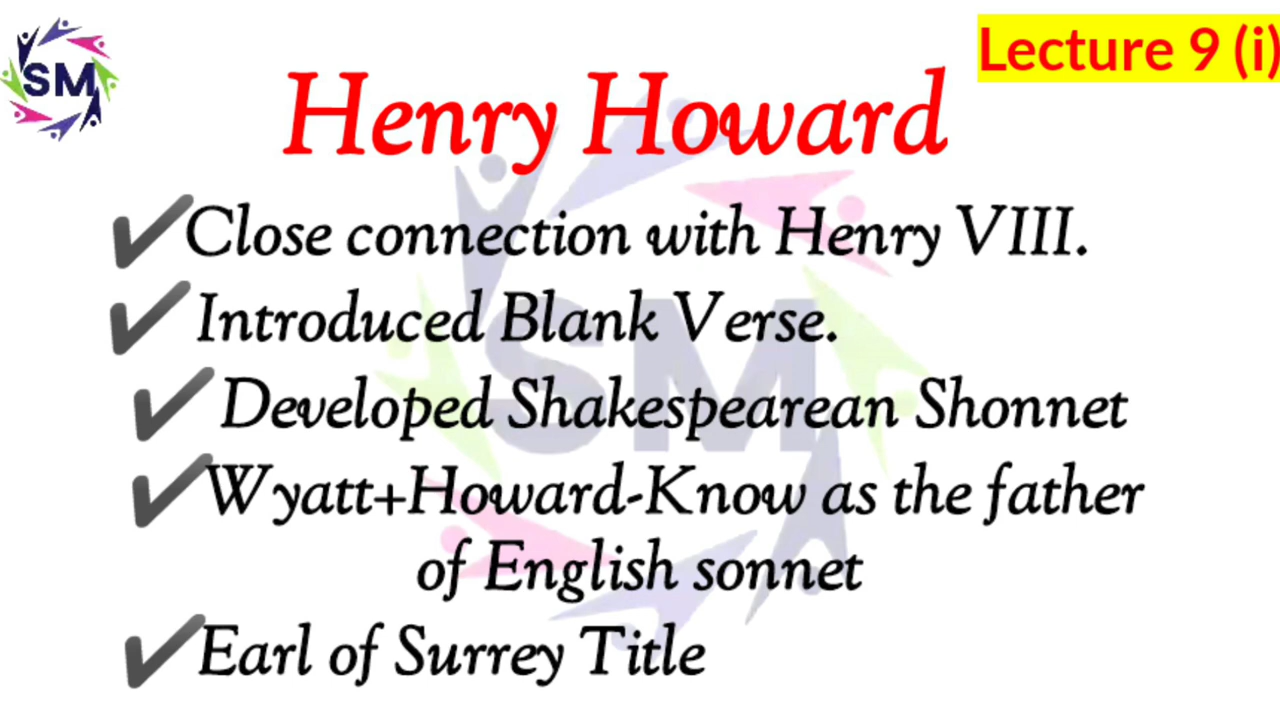 SM
Lecture 9 (i)
Henry Howard
✔Close connection with Henry VIII.
✔Introduced Blank Verse.
✔Developed Shakespearean Shonnet
✔Wyatt+Howard-Know as the father
of English sonnet
✔Earl of Surrey Title
SM